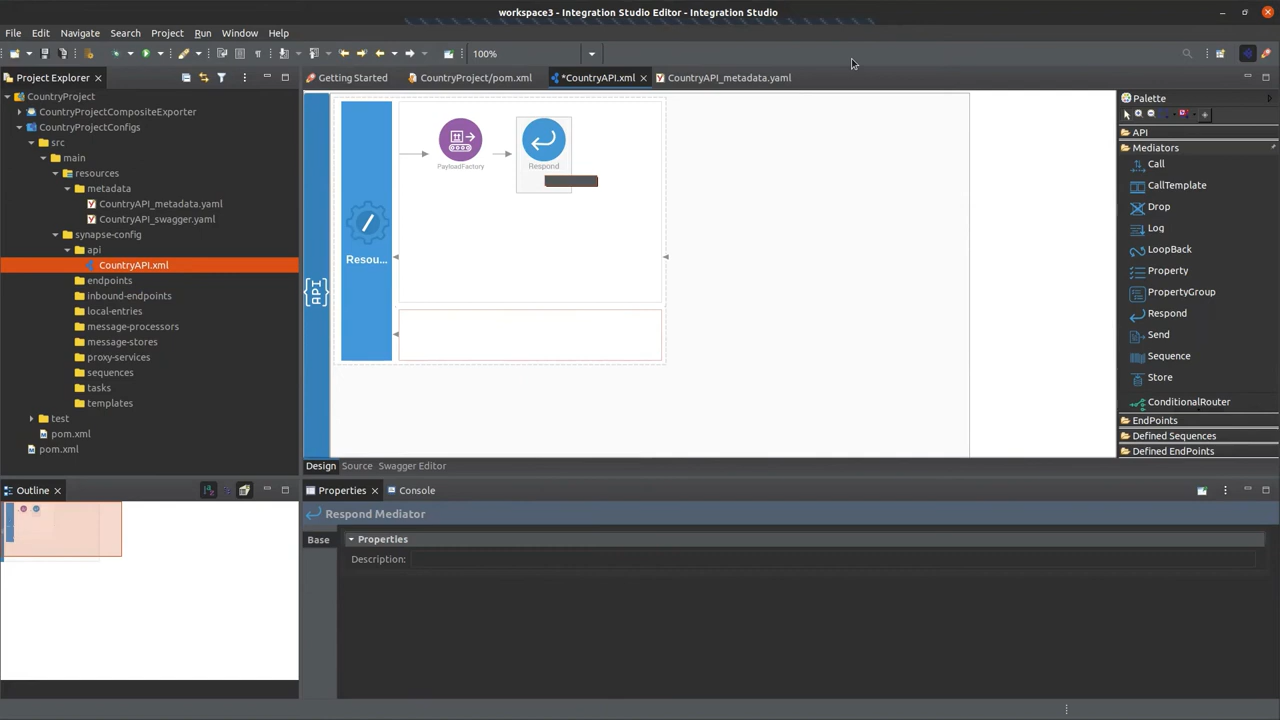 workspace3 - Integration Studio Editor - Integration Studio
File Edit Navigate Search Project Run Window Help
100%
Project Explorer
Getting Started
CountryProject/pom.xml
*CountryAPI.xml
CountryAPI_metadata.yaml
CountryProject
CountryProjectCompositeExporter
CountryProjectConfigs
src
main
resources
metadata
CountryAPI_metadata.yaml
CountryAPI_swagger.yaml
synapse-config
api
CountryAPI.xml
endpoints
inbound-endpoints
local-entries
message-processors
message-stores
proxy-services
sequences
tasks
templates
test
pom.xml
pom.xml
{API}
Resou...
PayloadFactory
Respond
Palette
API
Mediators
Call
CallTemplate
Drop
Log
LoopBack
Property
PropertyGroup
Respond
Send
Sequence
Store
ConditionalRouter
EndPoints
Defined Sequences
Defined EndPoints
Design Source Swagger Editor
Outline
Properties
Console
Respond Mediator
Base
Properties
Description: